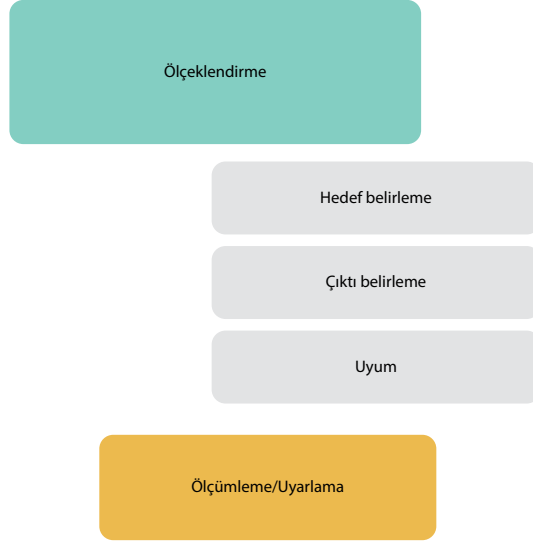 Ölçeklendirme
Hedef belirleme
Çıktı belirleme
Uyum
Ölçümleme/Uyarlama